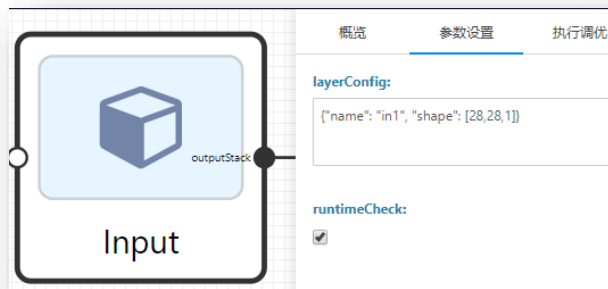 概览 参数设置 执行调优
layerConfig:
{"name": "in1", "shape": [28,28,1]}
outputStack
runtimeCheck:
Input